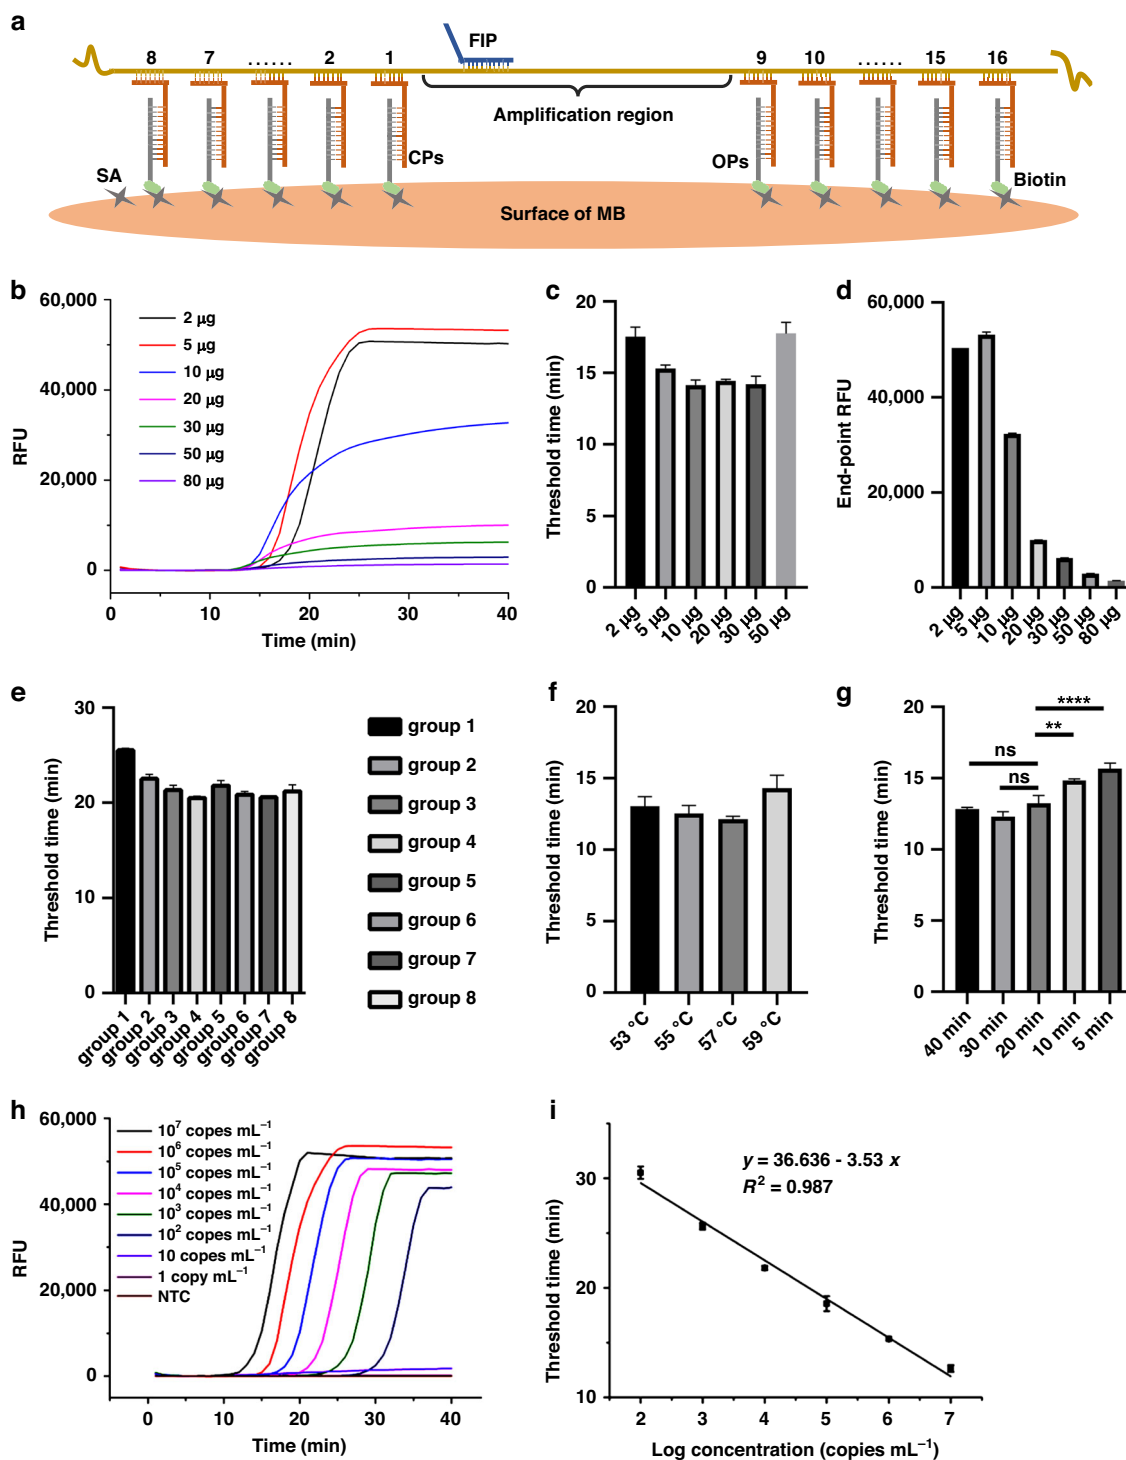 a
FIP
8 7 ...... 2 1 9 10 ...... 15 16
Amplification region
CPs
OPs
SA
Biotin
Surface of MB
b
60,000
40,000
20,000
0
RFU
2 µg
5 µg
10 µg
20 µg
30 µg
50 µg
80 µg
0 10 20 30 40
Time (min)
c
20
15
10
5
0
Threshold time (min)
2 µg 5 µg 10 µg 20 µg 30 µg 50 µg
d
60,000
40,000
20,000
0
End-point RFU
2 µg 5 µg 10 µg 20 µg 30 µg 50 µg 80 µg
e
30
20
10
0
Threshold time (min)
group 1 group 2 group 3 group 4 group 5 group 6 group 7 group 8
group 1
group 2
group 3
group 4
group 5
group 6
group 7
group 8
f
20
15
10
5
0
Threshold time (min)
53 °C 55 °C 57 °C 59 °C
g
20
15
10
5
0
Threshold time (min)
****
**
ns
ns
40 min 30 min 20 min 10 min 5 min
h
60,000
40,000
20,000
0
RFU
10⁷ copes mL⁻¹
10⁶ copes mL⁻¹
10⁵ copes mL⁻¹
10⁴ copes mL⁻¹
10³ copes mL⁻¹
10² copes mL⁻¹
10 copes mL⁻¹
1 copy mL⁻¹
NTC
0 10 20 30 40
Time (min)
i
30
20
10
Threshold time (min)
y = 36.636 - 3.53 x
R² = 0.987
2 3 4 5 6 7
Log concentration (copies mL⁻¹)